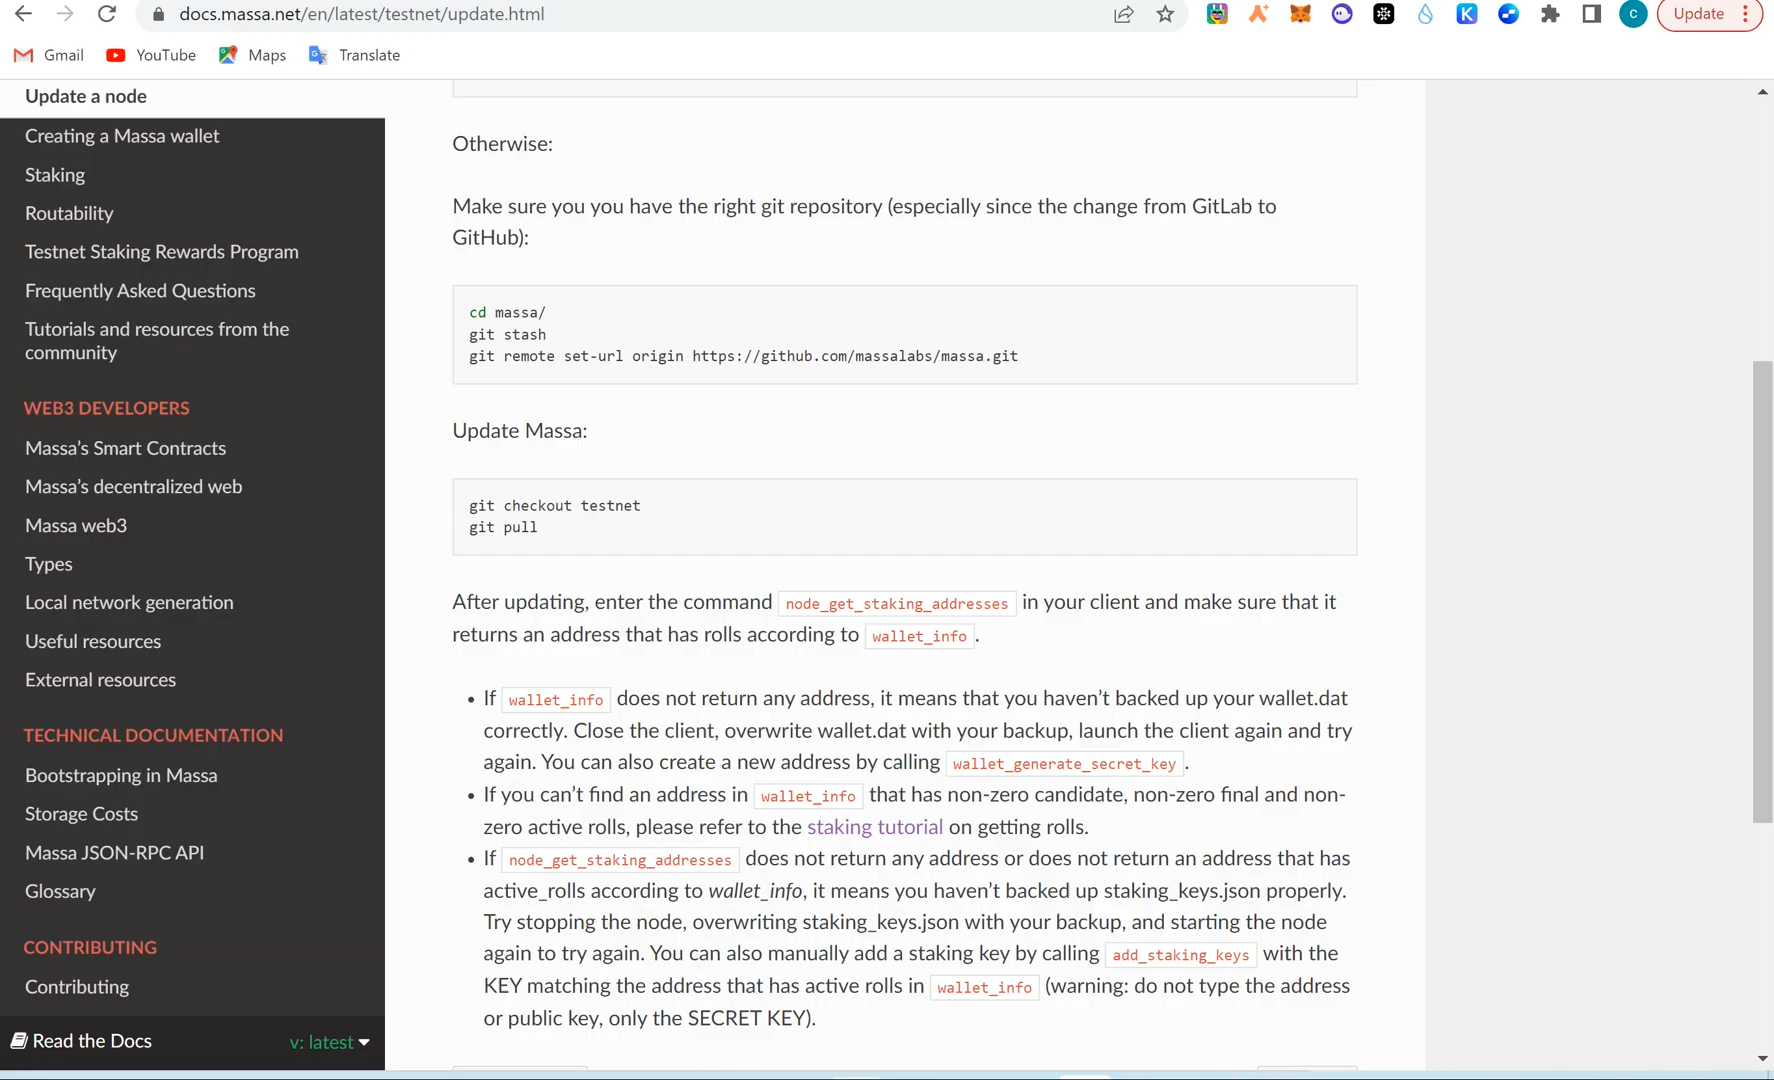 docs.massa.net/en/latest/testnet/update.html
C
Update
Gmail
YouTube
Maps
Translate
Update a node
Creating a Massa wallet
Staking
Routability
Testnet Staking Rewards Program
Frequently Asked Questions
Tutorials and resources from the
community
WEB3 DEVELOPERS
Massa’s Smart Contracts
Massa’s decentralized web
Massa web3
Types
Local network generation
Useful resources
External resources
TECHNICAL DOCUMENTATION
Bootstrapping in Massa
Storage Costs
Massa JSON-RPC API
Glossary
CONTRIBUTING
Contributing
Read the Docs
v: latest
Otherwise:
Make sure you you have the right git repository (especially since the change from GitLab to
GitHub):
cd massa/
git stash
git remote set-url origin https://github.com/massalabs/massa.git
Update Massa:
git checkout testnet
git pull
After updating, enter the command node_get_staking_addresses in your client and make sure that it
returns an address that has rolls according to wallet_info.
• If wallet_info does not return any address, it means that you haven’t backed up your wallet.dat
correctly. Close the client, overwrite wallet.dat with your backup, launch the client again and try
again. You can also create a new address by calling wallet_generate_secret_key.
• If you can’t find an address in wallet_info that has non-zero candidate, non-zero final and non-
zero active rolls, please refer to the staking tutorial on getting rolls.
• If node_get_staking_addresses does not return any address or does not return an address that has
active_rolls according to wallet_info, it means you haven’t backed up staking_keys.json properly.
Try stopping the node, overwriting staking_keys.json with your backup, and starting the node
again to try again. You can also manually add a staking key by calling add_staking_keys with the
KEY matching the address that has active rolls in wallet_info (warning: do not type the address
or public key, only the SECRET KEY).